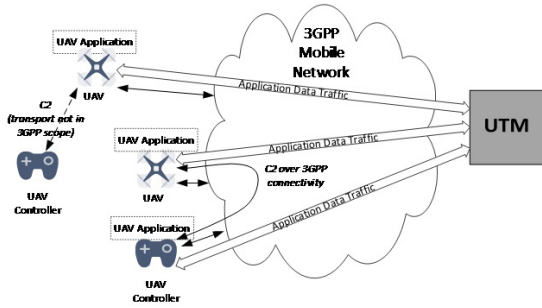 UAV Application
3GPP
Mobile
Network
UAV
Application Data Traffic
C2
(transport not in
3GPP scope)
UTM
UAV Application
Application Data Traffic
UAV
C2 over 3GPP
connectivity
UAV
Controller
UAV Application
Application Data Traffic
UAV
Controller